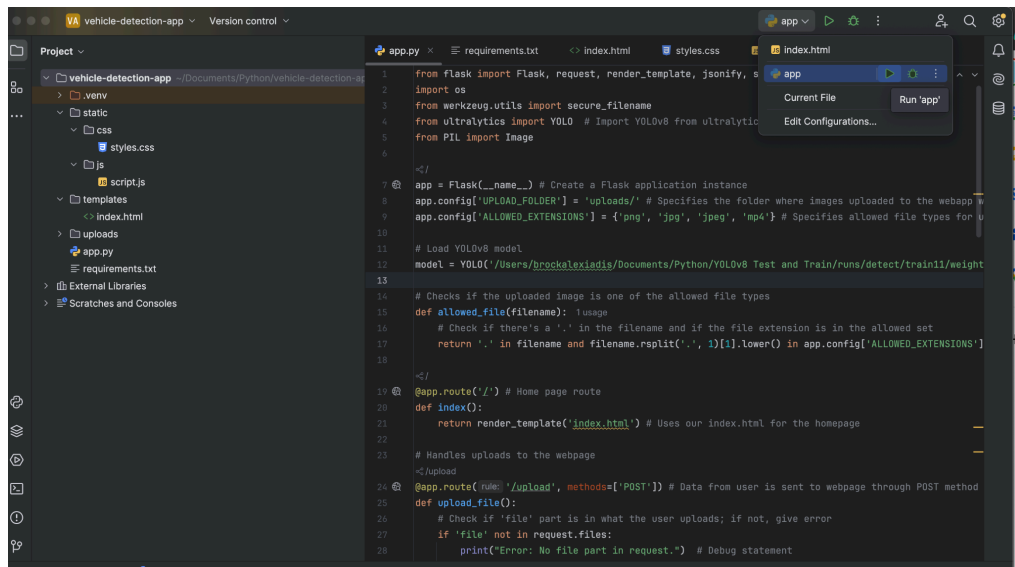 VA vehicle-detection-app Version control app
Project
app.py requirements.txt index.html styles.css
index.html
app
Current File
Run 'app'
Edit Configurations...
vehicle-detection-app ~/Documents/Python/vehicle-detection-ap
.venv
static
css
styles.css
js
script.js
templates
index.html
uploads
app.py
requirements.txt
External Libraries
Scratches and Consoles
1 from flask import Flask, request, render_template, jsonify, s
2 import os
3 from werkzeug.utils import secure_filename
4 from ultralytics import YOLO # Import YOLOv8 from ultralytic
5 from PIL import Image
6
/
7 app = Flask(__name__) # Create a Flask application instance
8 app.config['UPLOAD_FOLDER'] = 'uploads/' # Specifies the folder where images uploaded to the webapp w
9 app.config['ALLOWED_EXTENSIONS'] = {'png', 'jpg', 'jpeg', 'mp4'} # Specifies allowed file types for u
10
11 # Load YOLOv8 model
12 model = YOLO('/Users/brockalexiadis/Documents/Python/YOLOv8 Test and Train/runs/detect/train11/weight
13
14 # Checks if the uploaded image is one of the allowed file types
15 def allowed_file(filename): 1 usage
16 # Check if there's a '.' in the filename and if the file extension is in the allowed set
17 return '.' in filename and filename.rsplit('.', 1)[1].lower() in app.config['ALLOWED_EXTENSIONS']
18
/
19 @app.route('/') # Home page route
20 def index():
21 return render_template('index.html') # Uses our index.html for the homepage
22
23 # Handles uploads to the webpage
/upload
24 @app.route( rule: '/upload', methods=['POST']) # Data from user is sent to webpage through POST method
25 def upload_file():
26 # Check if 'file' part is in what the user uploads; if not, give error
27 if 'file' not in request.files:
28 print("Error: No file part in request.") # Debug statement